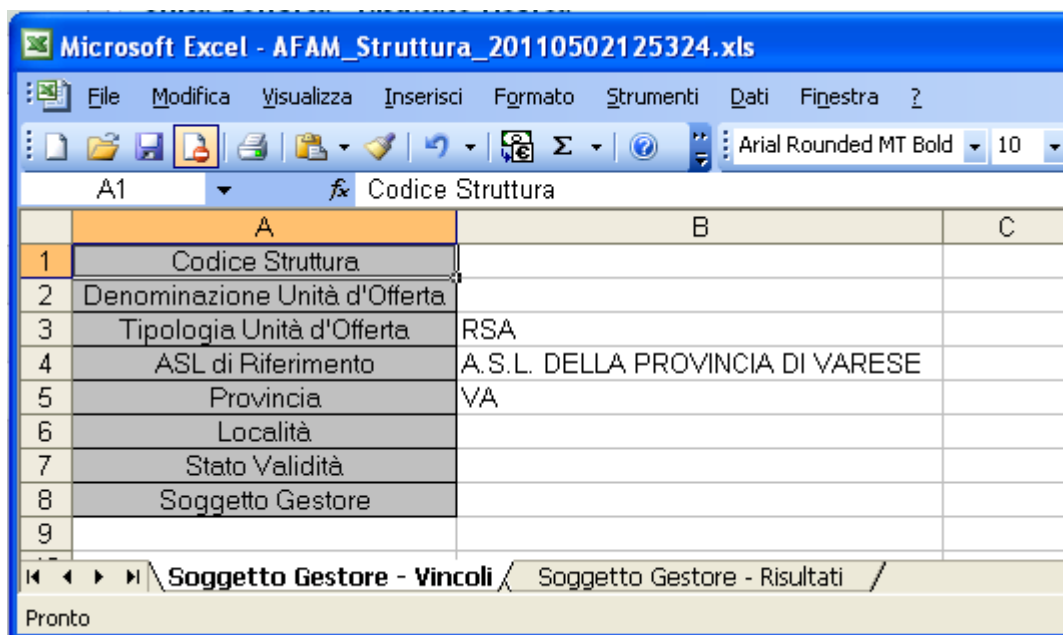 Microsoft Excel - AFAM_Struttura_20110502125324.xls
File Modifica Visualizza Inserisci Formato Strumenti Dati Finestra ?
Σ Arial Rounded MT Bold 10
A1 fx Codice Struttura
A B C
1 Codice Struttura
2 Denominazione Unità d'Offerta
3 Tipologia Unità d'Offerta RSA
4 ASL di Riferimento A.S.L. DELLA PROVINCIA DI VARESE
5 Provincia VA
6 Località
7 Stato Validità
8 Soggetto Gestore
9
Soggetto Gestore - Vincoli Soggetto Gestore - Risultati
Pronto